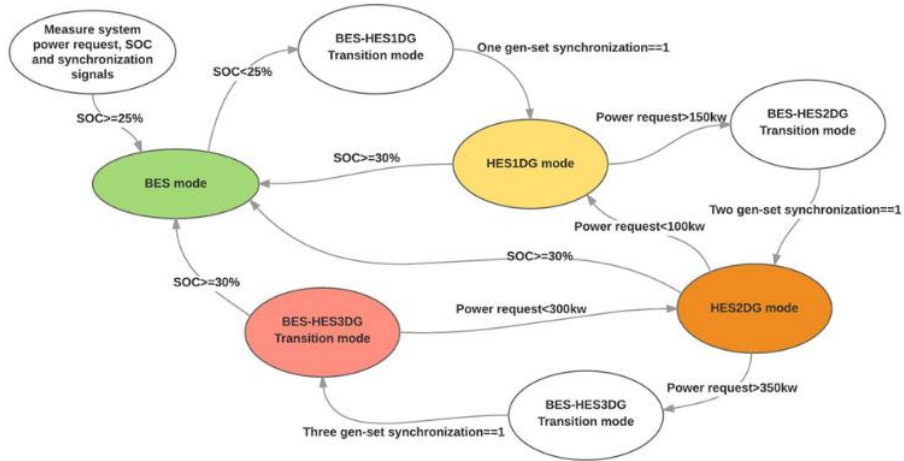 Measure system
power request, SOC
and synchronization
signals
BES-HES1DG
Transition mode
One gen-set synchronization==1
SOC<25%
SOC>=25%
Power request>150kw
BES-HES2DG
Transition mode
SOC>=30%
HES1DG mode
BES mode
Two gen-set synchronization==1
Power request<100kw
SOC>=30%
SOC>=30%
HES2DG mode
Power request<300kw
BES-HES3DG
Transition mode
Power request>350kw
BES-HES3DG
Transition mode
Three gen-set synchronization==1